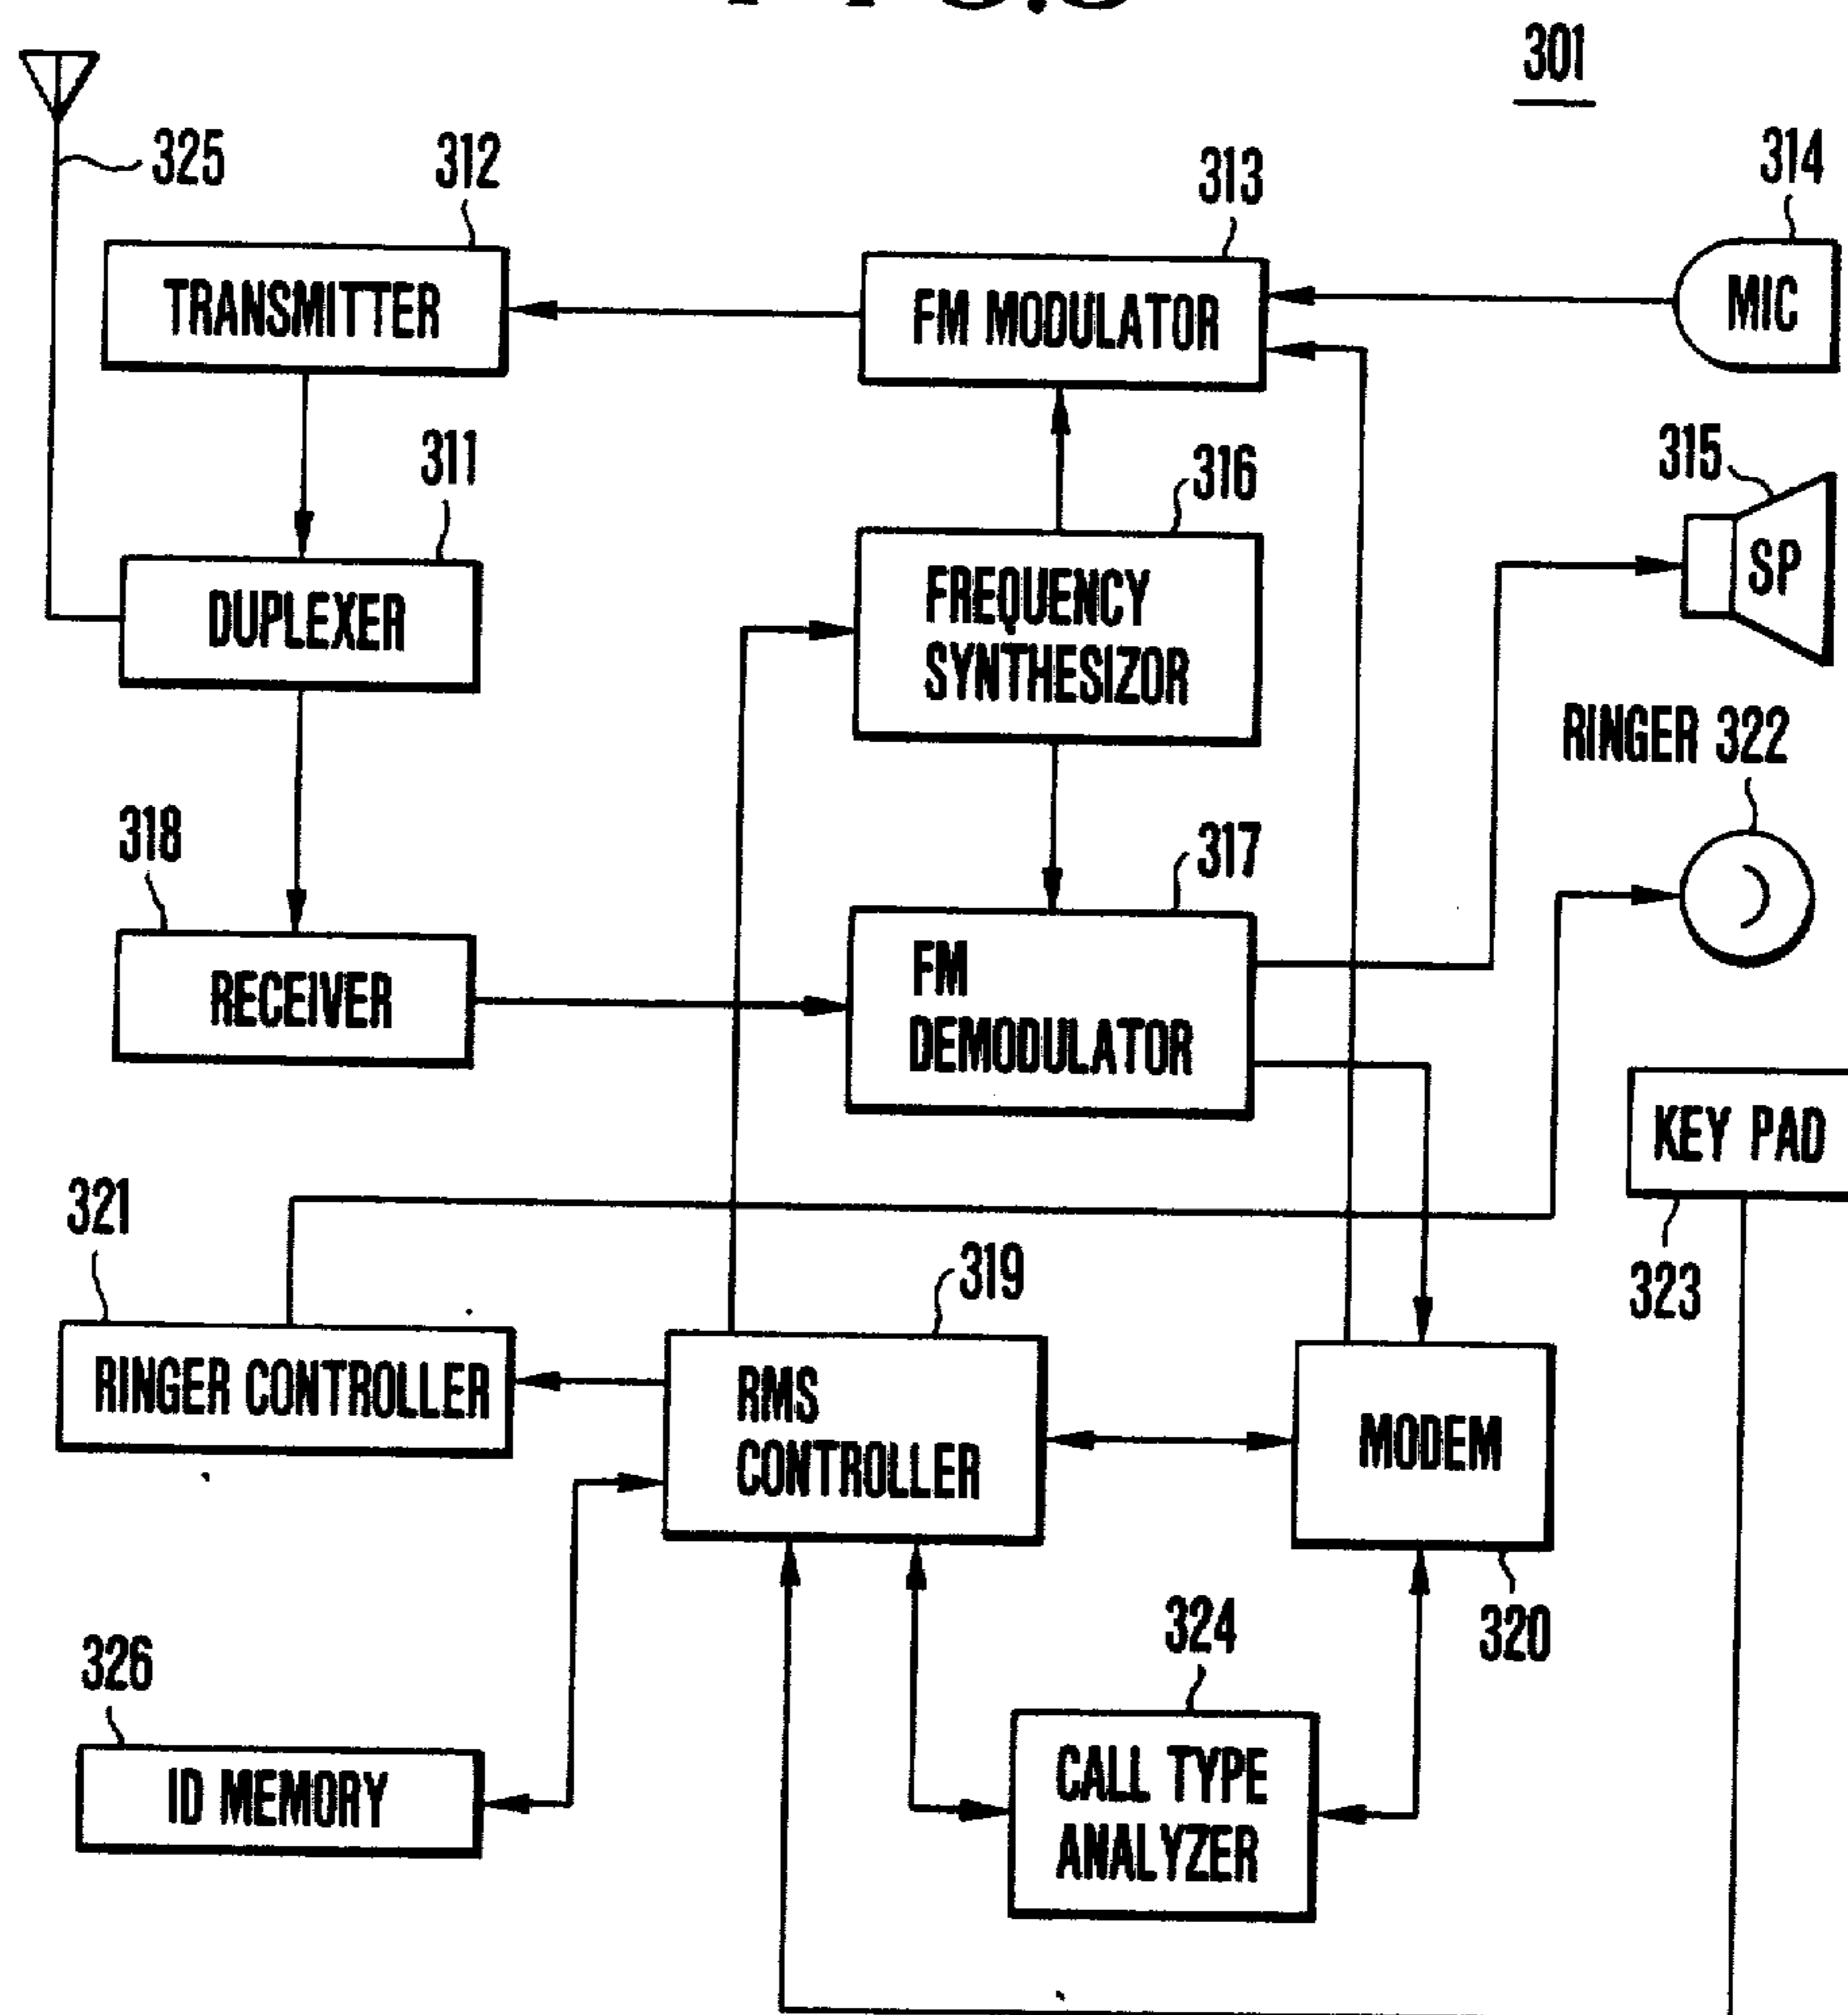 301
325
312
313
314
TRANSMITTER
FM MODULATOR
MIC
311
316
315
DUPLEXER
FREQUENCY
SYNTHESIZOR
SP
RINGER 322
318
317
RECEIVER
FM
DEMODULATOR
KEY PAD
321
319
323
RINGER CONTROLLER
RMS
CONTROLLER
MODEM
326
324
320
ID MEMORY
CALL TYPE
ANALYZER